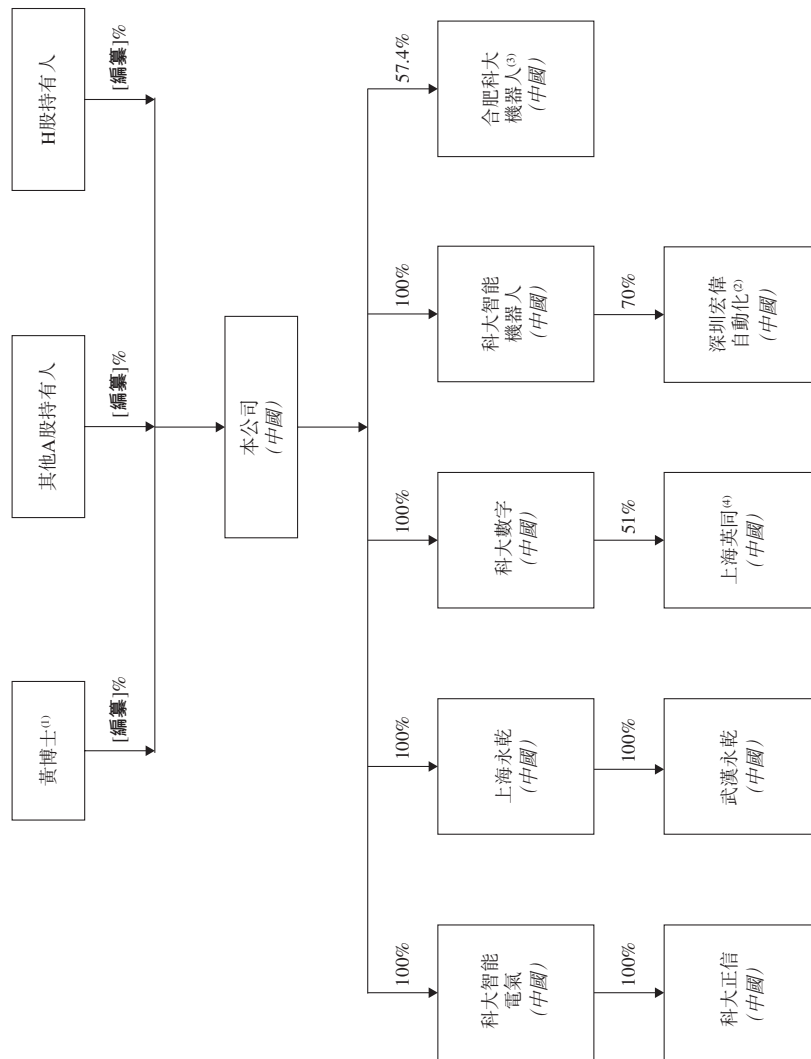 黃博士(1)
其他A股持有人
H股持有人
[編纂]%
[編纂]%
[編纂]%
本公司
(中國)
100%
100%
100%
100%
57.4%
科大智能
電氣
(中國)
上海永乾
(中國)
科大數字
(中國)
科大智能
機器人
(中國)
合肥科大
機器人(3)
(中國)
100%
100%
51%
70%
科大正信
(中國)
武漢永乾
(中國)
上海英同(4)
(中國)
深圳宏偉
自動化(2)
(中國)